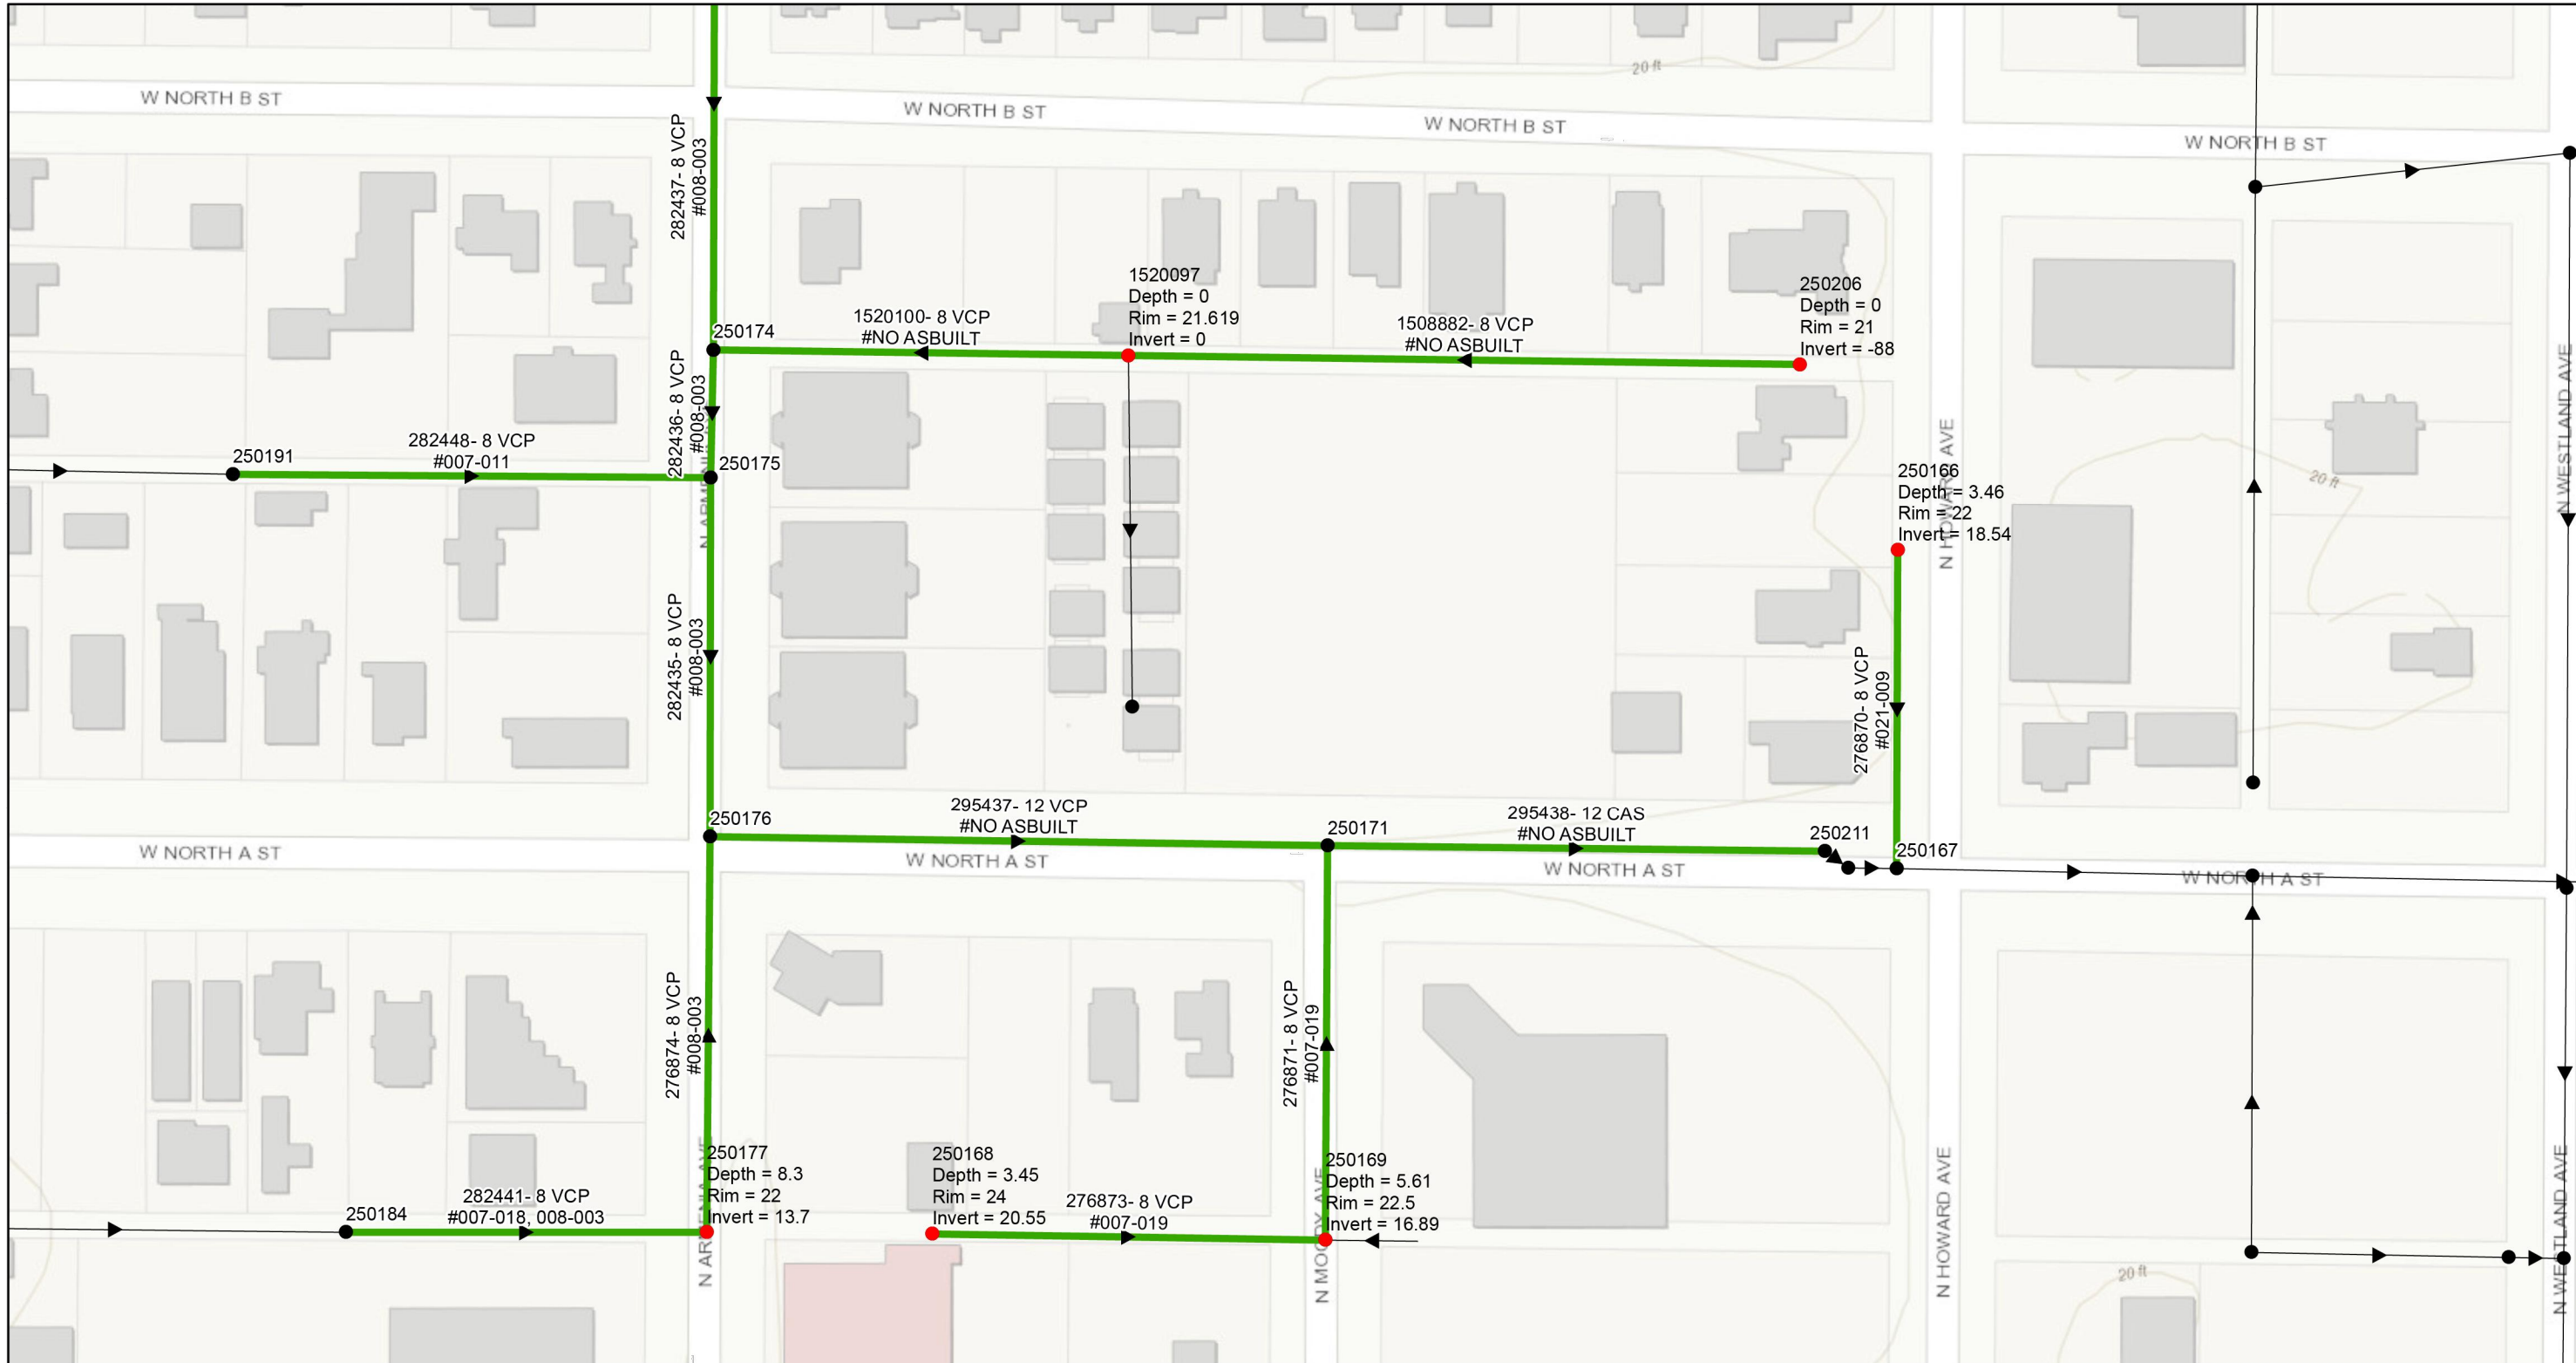 20 ft
W NORTH B ST
W NORTH B ST
W NORTH B ST
W NORTH B ST
282437- 8 VCP
#008-003
1520097
Depth = 0
Rim = 21.619
Invert = 0
250206
Depth = 0
Rim = 21
Invert = -88
1520100- 8 VCP
#NO ASBUILT
1508882- 8 VCP
#NO ASBUILT
250174
282436- 8 VCP
#008-003
250191
282448- 8 VCP
#007-011
250175
250166
Depth = 3.46
Rim = 22
Invert = 18.54
N HOWARD AVE
N WESTLAND AVE
20 ft
282435- 8 VCP
#008-003
276870- 8 VCP
#021-009
250176
295437- 12 VCP
#NO ASBUILT
250171
295438- 12 CAS
#NO ASBUILT
250211
250167
W NORTH A ST
W NORTH A ST
W NORTH A ST
W NORTH A ST
276874- 8 VCP
#008-003
276871- 8 VCP
#007-019
250177
Depth = 8.3
Rim = 22
Invert = 13.7
250168
Depth = 3.45
Rim = 24
Invert = 20.55
250169
Depth = 5.61
Rim = 22.5
Invert = 16.89
250184
282441- 8 VCP
#007-018, 008-003
276873- 8 VCP
#007-019
N MOODY AVE
N HOWARD AVE
N WESTLAND AVE
20 ft